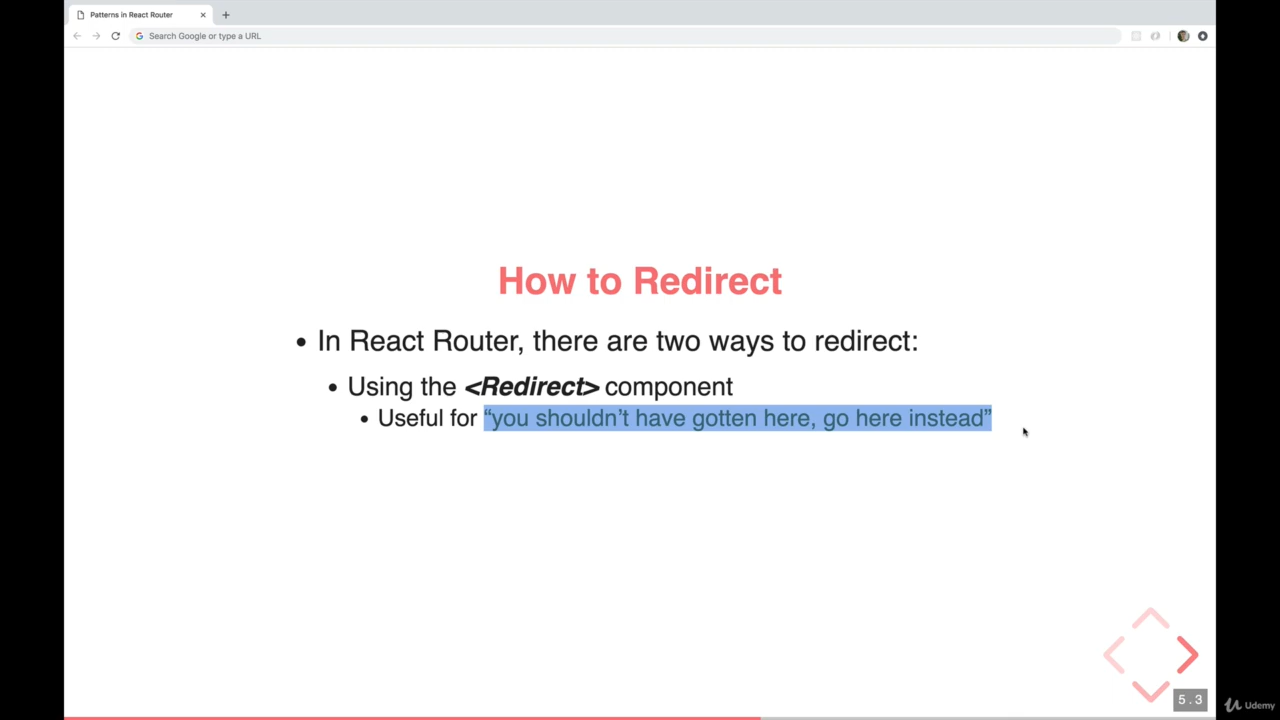 Patterns in React Router
Search Google or type a URL
How to Redirect
• In React Router, there are two ways to redirect:
• Using the <Redirect> component
• Useful for “you shouldn’t have gotten here, go here instead”
5.3
Udemy